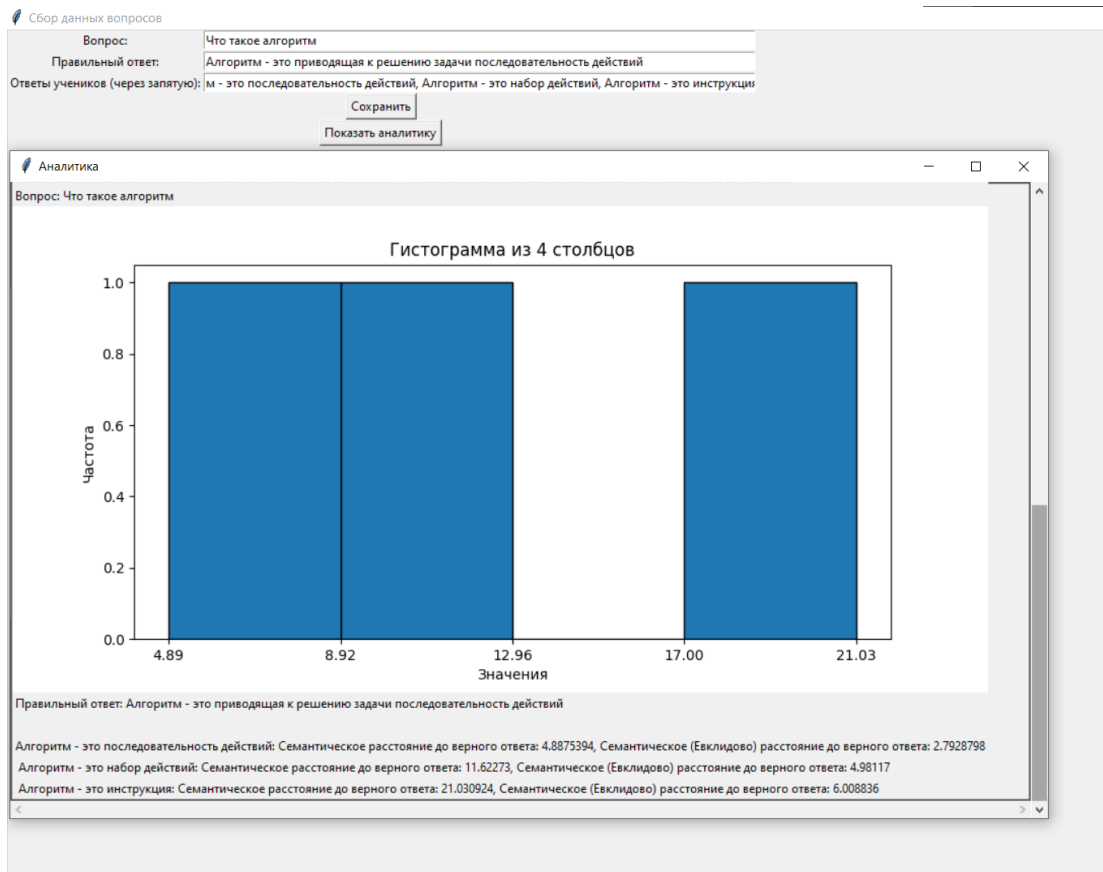 Сбор данных вопросов
Вопрос: Что такое алгоритм
Правильный ответ: Алгоритм - это приводящая к решению задачи последовательность действий
Ответы учеников (через запятую): м - это последовательность действий, Алгоритм - это набор действий, Алгоритм - это инструкция
Сохранить
Показать аналитику
Аналитика
Вопрос: Что такое алгоритм
Гистограмма из 4 столбцов
Частота
1.0
0.8
0.6
0.4
0.2
0.0
4.89 8.92 12.96 17.00 21.03
Значения
Правильный ответ: Алгоритм - это приводящая к решению задачи последовательность действий
Алгоритм - это последовательность действий: Семантическое расстояние до верного ответа: 4.8875394, Семантическое (Евклидово) расстояние до верного ответа: 2.7928798
Алгоритм - это набор действий: Семантическое расстояние до верного ответа: 11.62273, Семантическое (Евклидово) расстояние до верного ответа: 4.98117
Алгоритм - это инструкция: Семантическое расстояние до верного ответа: 21.030924, Семантическое (Евклидово) расстояние до верного ответа: 6.008836